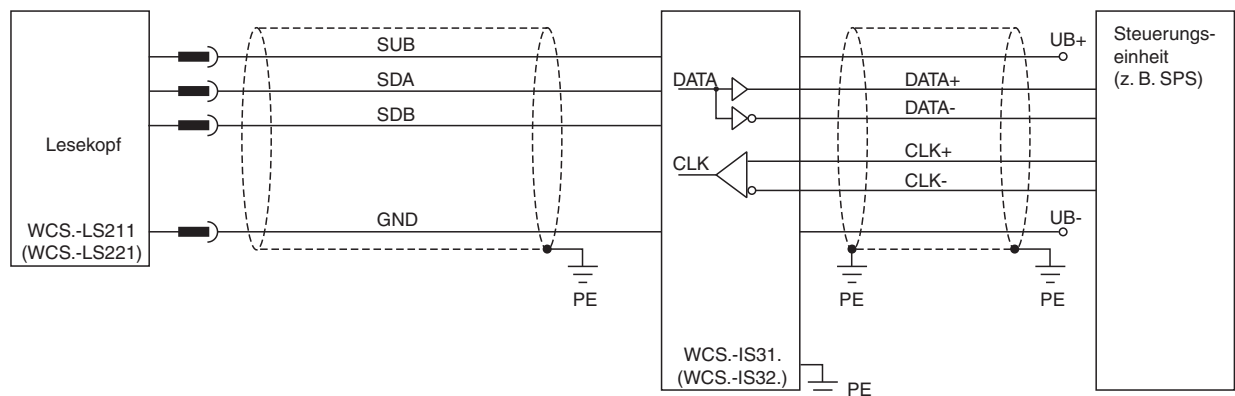 Lesekopf
WCS.-LS211
(WCS.-LS221)
SUB
SDA
SDB
GND
PE
DATA
CLK
WCS.-IS31.
(WCS.-IS32.)
PE
UB+
DATA+
DATA-
CLK+
CLK-
UB-
PE
PE
Steuerungs-
einheit
(z. B. SPS)